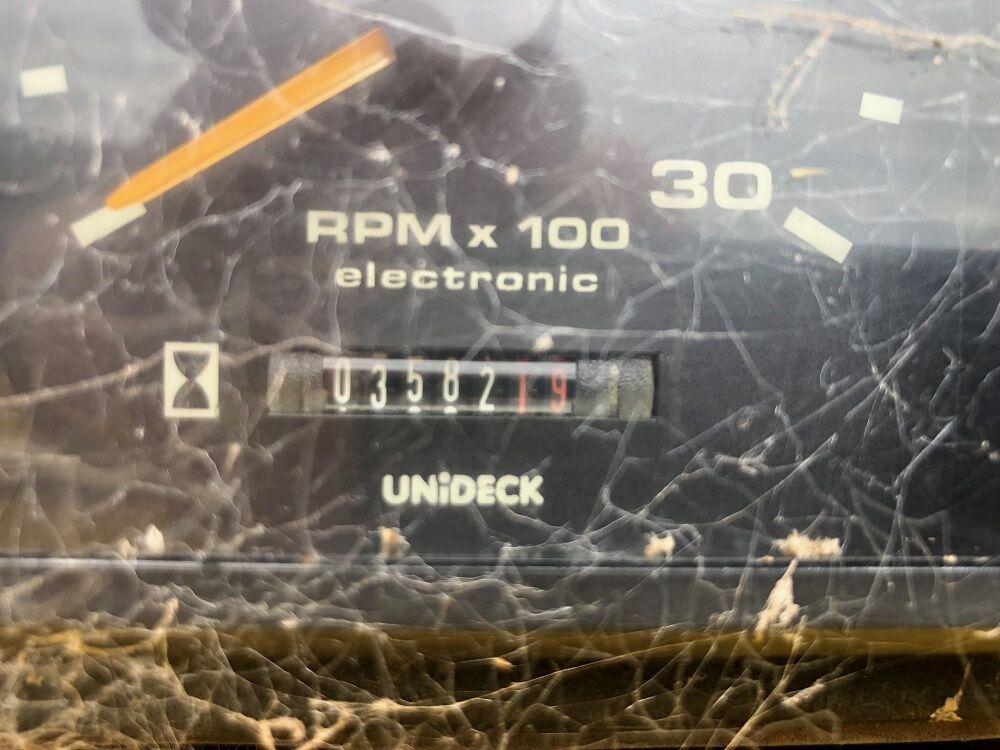 30
RPM x 100
electronic
0358219
UNiDECK